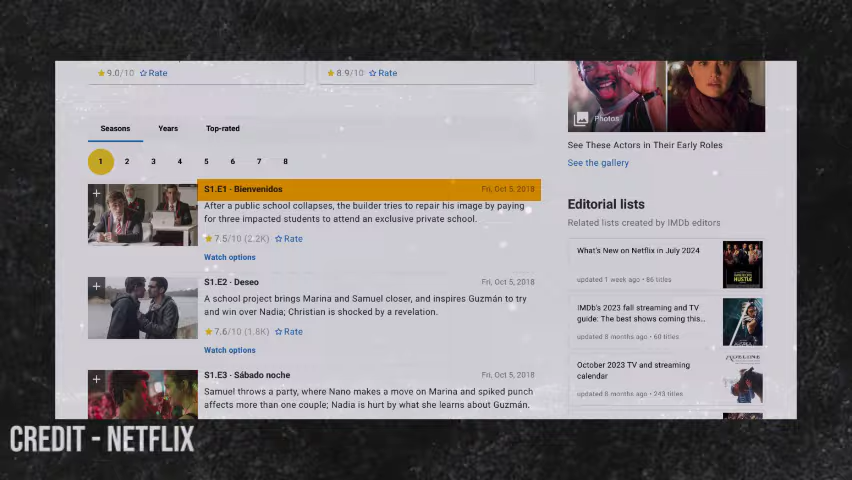 9.0/10 Rate
8.9/10 Rate
Seasons Years Top-rated
1 2 3 4 5 6 7 8
S1.E1 · Bienvenidos Fri, Oct 5, 2018
After a public school collapses, the builder tries to repair his image by paying
for three impacted students to attend an exclusive private school.
7.5/10 (2.2K) Rate
Watch options
S1.E2 · Deseo Fri, Oct 5, 2018
A school project brings Marina and Samuel closer, and inspires Guzmán to try
and win over Nadia; Christian is shocked by a revelation.
7.6/10 (1.8K) Rate
Watch options
S1.E3 · Sábado noche Fri, Oct 5, 2018
Samuel throws a party, where Nano makes a move on Marina and spiked punch
affects more than one couple; Nadia is hurt by what she learns about Guzmán.
Photos
See These Actors in Their Early Roles
See the gallery
Editorial lists
Related lists created by IMDb editors
What's New on Netflix in July 2024
updated 1 week ago • 86 titles
IMDb's 2023 fall streaming and TV
guide: The best shows coming this...
updated 8 months ago • 60 titles
October 2023 TV and streaming
calendar
updated 8 months ago • 243 titles
CREDIT - NETFLIX